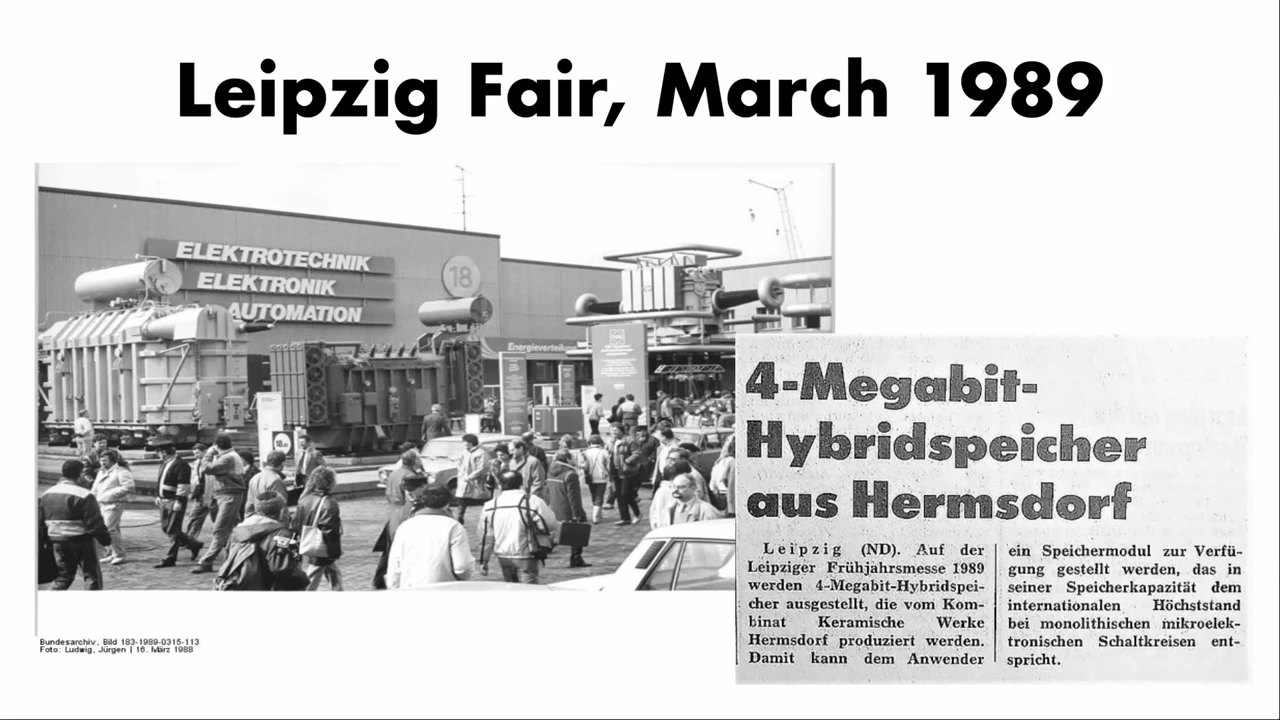 Leipzig Fair, March 1989
ELEKTROTECHNIK
ELEKTRONIK
AUTOMATION
18
Energieverteilung
18
4-Megabit-
Hybridspeicher
aus Hermsdorf
Leipzig (ND). Auf der
Leipziger Frühjahrsmesse 1989
werden 4-Megabit-Hybridspei-
cher ausgestellt, die vom Kom-
binat Keramische Werke
Hermsdorf produziert werden.
Damit kann dem Anwender
ein Speichermodul zur Verfü-
gung gestellt werden, das in
seiner Speicherkapazität dem
internationalen Höchststand
bei monolithischen mikroelek-
tronischen Schaltkreisen ent-
spricht.
Bundesarchiv, Bild 183-1989-0315-113
Foto: Ludwig, Jürgen | 16. März 1988